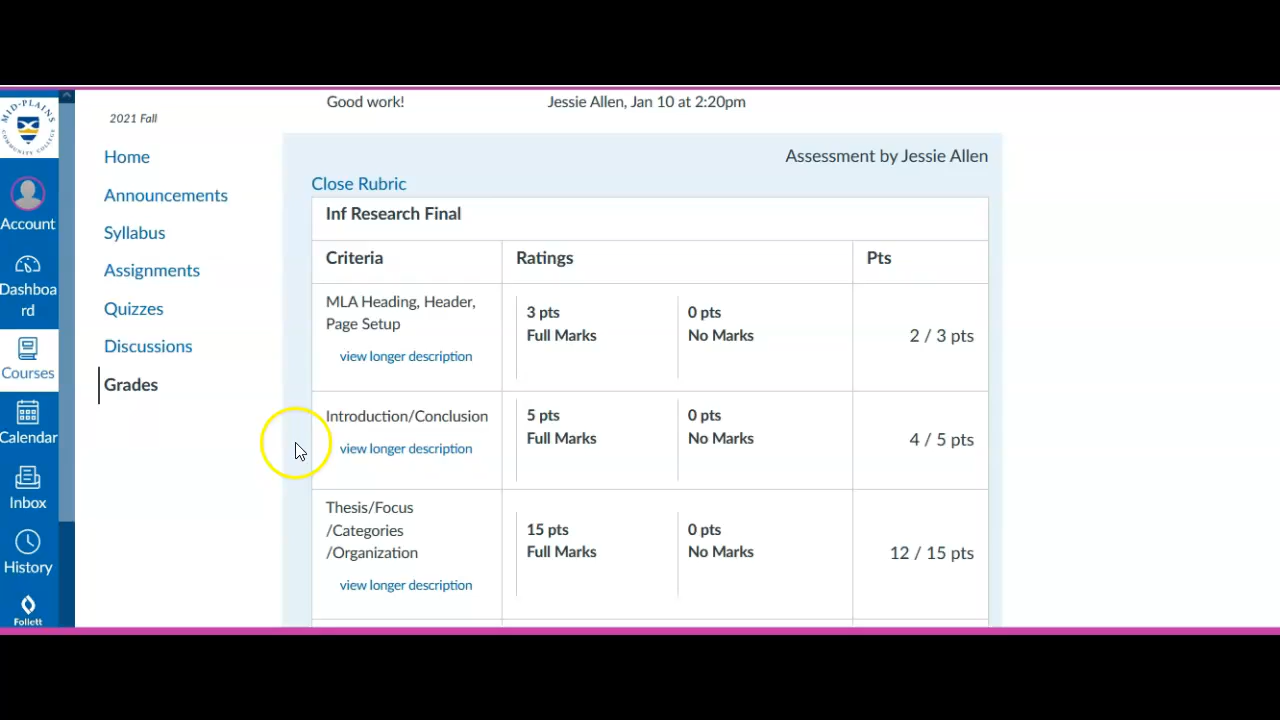 MID-PLAINS
COMMUNITY COLLEGE
Account
Dashboa
rd
Courses
Calendar
Inbox
History
Follett
2021 Fall
Home
Announcements
Syllabus
Assignments
Quizzes
Discussions
Grades
Good work! Jessie Allen, Jan 10 at 2:20pm
Assessment by Jessie Allen
Close Rubric
Inf Research Final
Criteria Ratings Pts
MLA Heading, Header,
Page Setup
view longer description
3 pts
Full Marks
0 pts
No Marks
2 / 3 pts
Introduction/Conclusion
view longer description
5 pts
Full Marks
0 pts
No Marks
4 / 5 pts
Thesis/Focus
/Categories
/Organization
view longer description
15 pts
Full Marks
0 pts
No Marks
12 / 15 pts